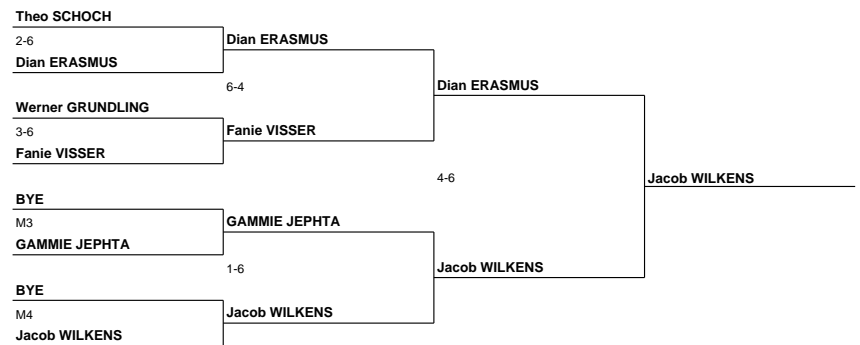 Theo SCHOCH
2-6
Dian ERASMUS
Dian ERASMUS
6-4
Werner GRUNDLING
3-6
Fanie VISSER
Fanie VISSER
Dian ERASMUS
4-6
Jacob WILKENS
BYE
M3
GAMMIE JEPHTA
GAMMIE JEPHTA
1-6
Jacob WILKENS
BYE
M4
Jacob WILKENS
Jacob WILKENS